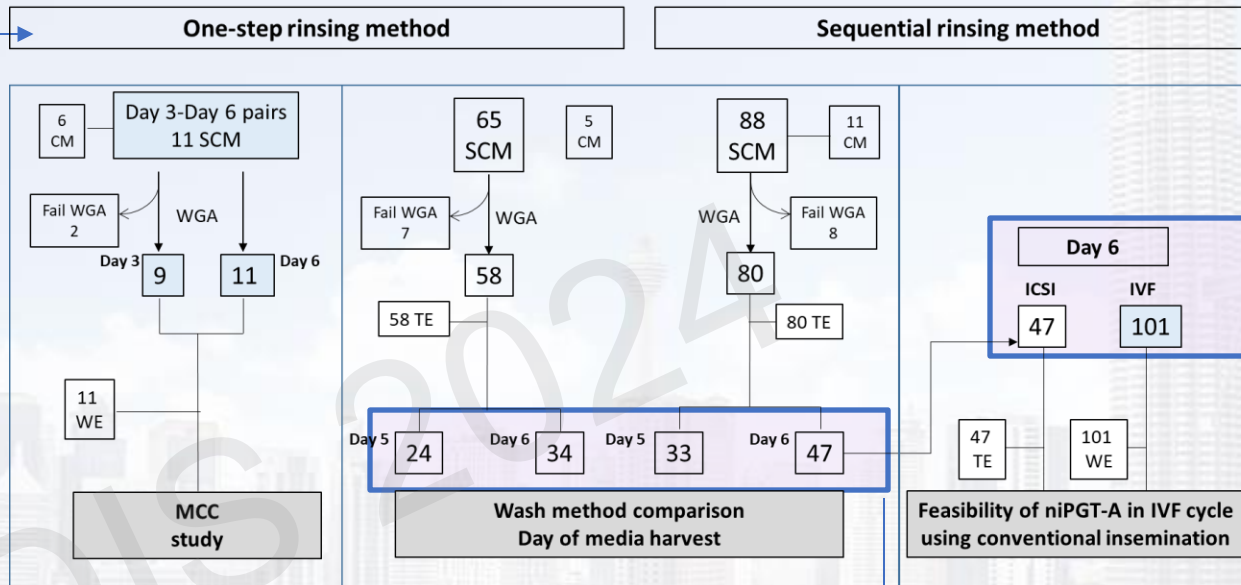 One-step rinsing method
Sequential rinsing method
6
CM
Day 3-Day 6 pairs
11 SCM
Fail WGA
2
WGA
Day 3
9
11
Day 6
11
WE
MCC
study
65
SCM
5
CM
Fail WGA
7
WGA
58
58 TE
88
SCM
11
CM
WGA
Fail WGA
8
80
80 TE
Day 5
24
Day 6
34
Day 5
33
Day 6
47
Wash method comparison
Day of media harvest
Day 6
ICSI
IVF
47
101
47
TE
101
WE
Feasibility of niPGT-A in IVF cycle
using conventional insemination